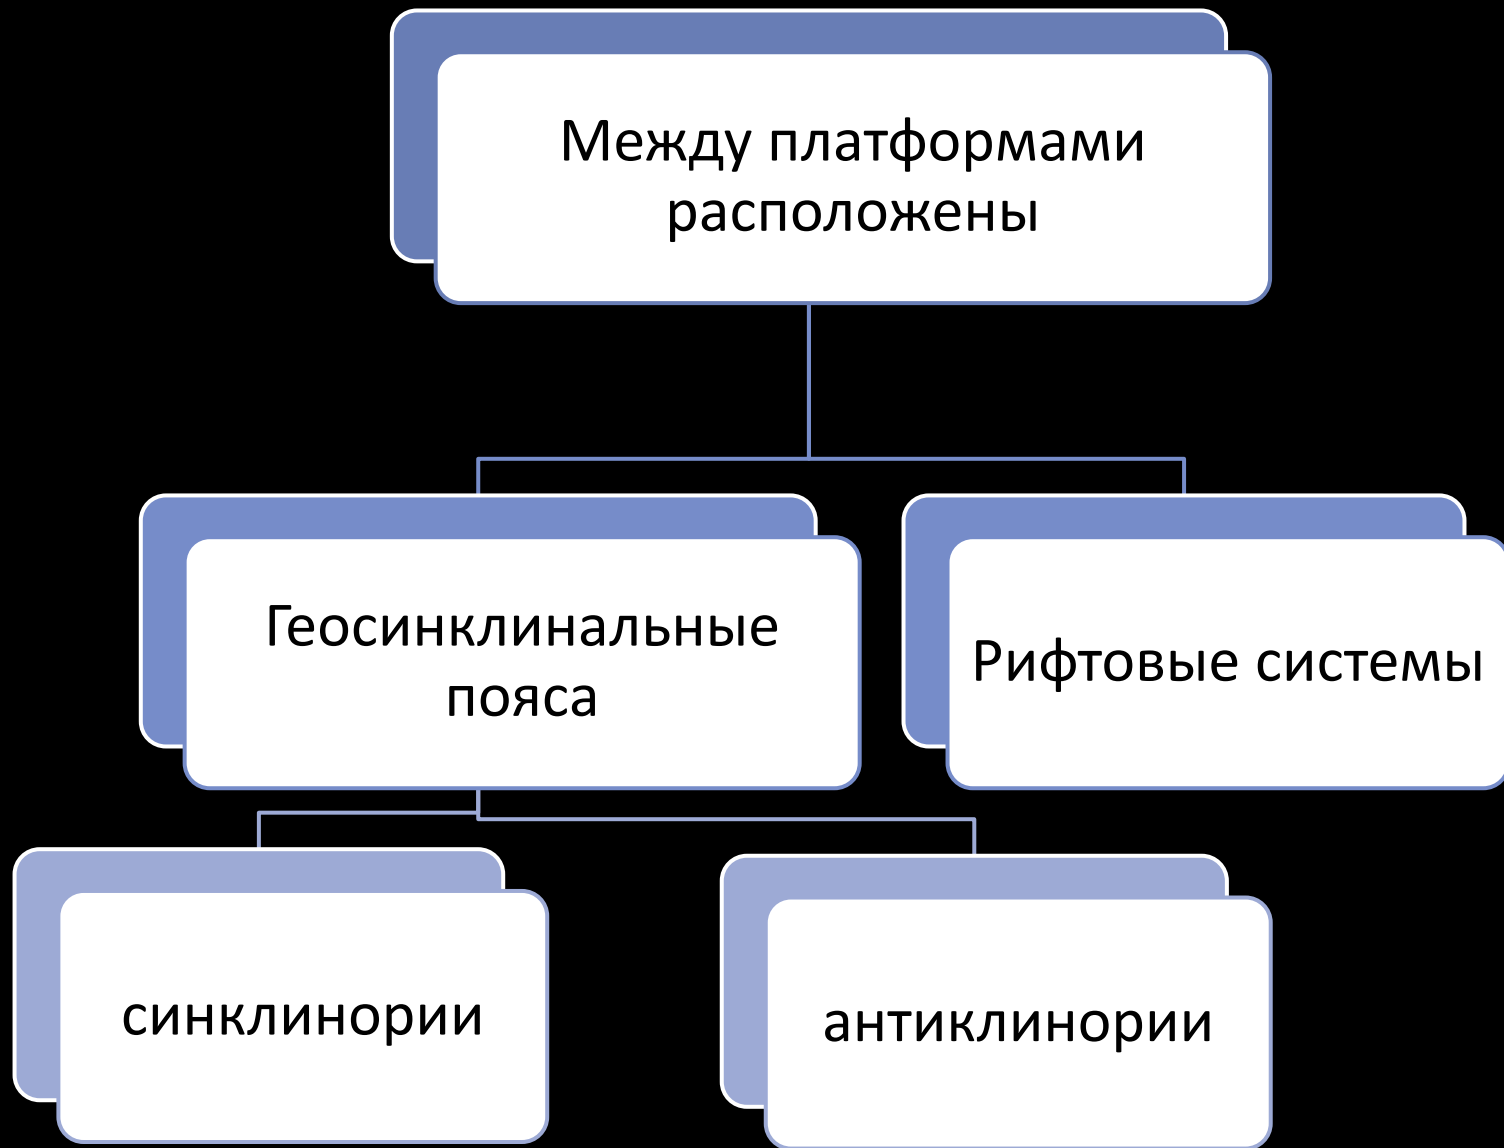 Между платформами
расположены
Геосинклинальные
пояса
Рифтовые системы
синклинории
антиклинории